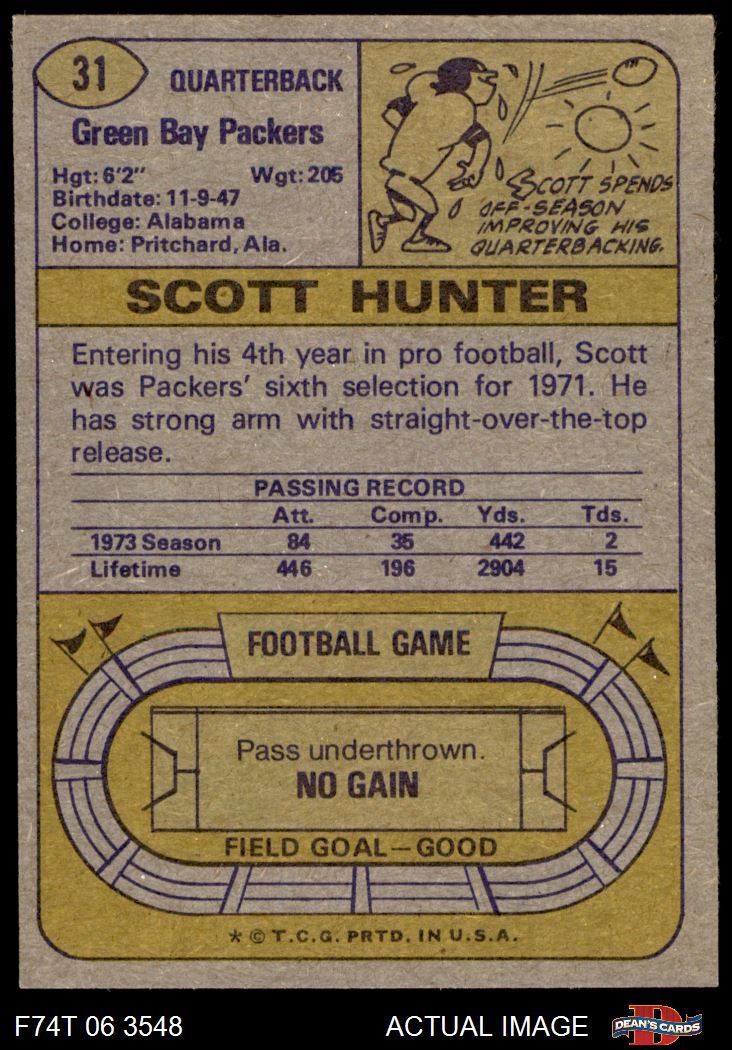 31
QUARTERBACK
Green Bay Packers
Hgt: 6'2" Wgt: 205
Birthdate: 11-9-47
College: Alabama
Home: Pritchard, Ala.
SCOTT SPENDS
OFF-SEASON
IMPROVING HIS
QUARTERBACKING.
SCOTT HUNTER
Entering his 4th year in pro football, Scott
was Packers' sixth selection for 1971. He
has strong arm with straight-over-the-top
release.
PASSING RECORD
Att. Comp. Yds. Tds.
1973 Season 84 35 442 2
Lifetime 446 196 2904 15
FOOTBALL GAME
Pass underthrown.
NO GAIN
FIELD GOAL—GOOD
* © T.C.G. PRTD. IN U.S.A.
F74T 06 3548 ACTUAL IMAGE
D
DEAN'S CARDS